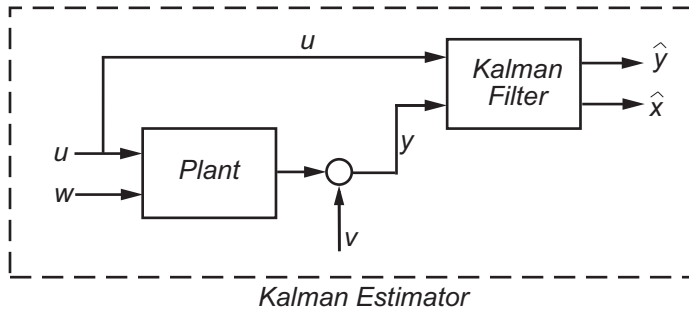 u
Kalman
Filter
ŷ
x̂
u
Plant
y
w
v
Kalman Estimator